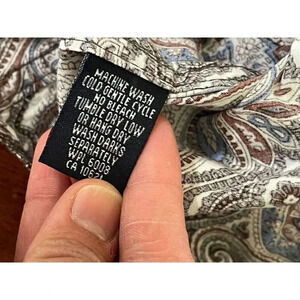 MACHINE WASH
COLD GENTLE CYCLE
NO BLEACH
TUMBLE DRY LOW
OR HANG DRY
WASH DARKS
SEPARATELY
WPL 6008
CA